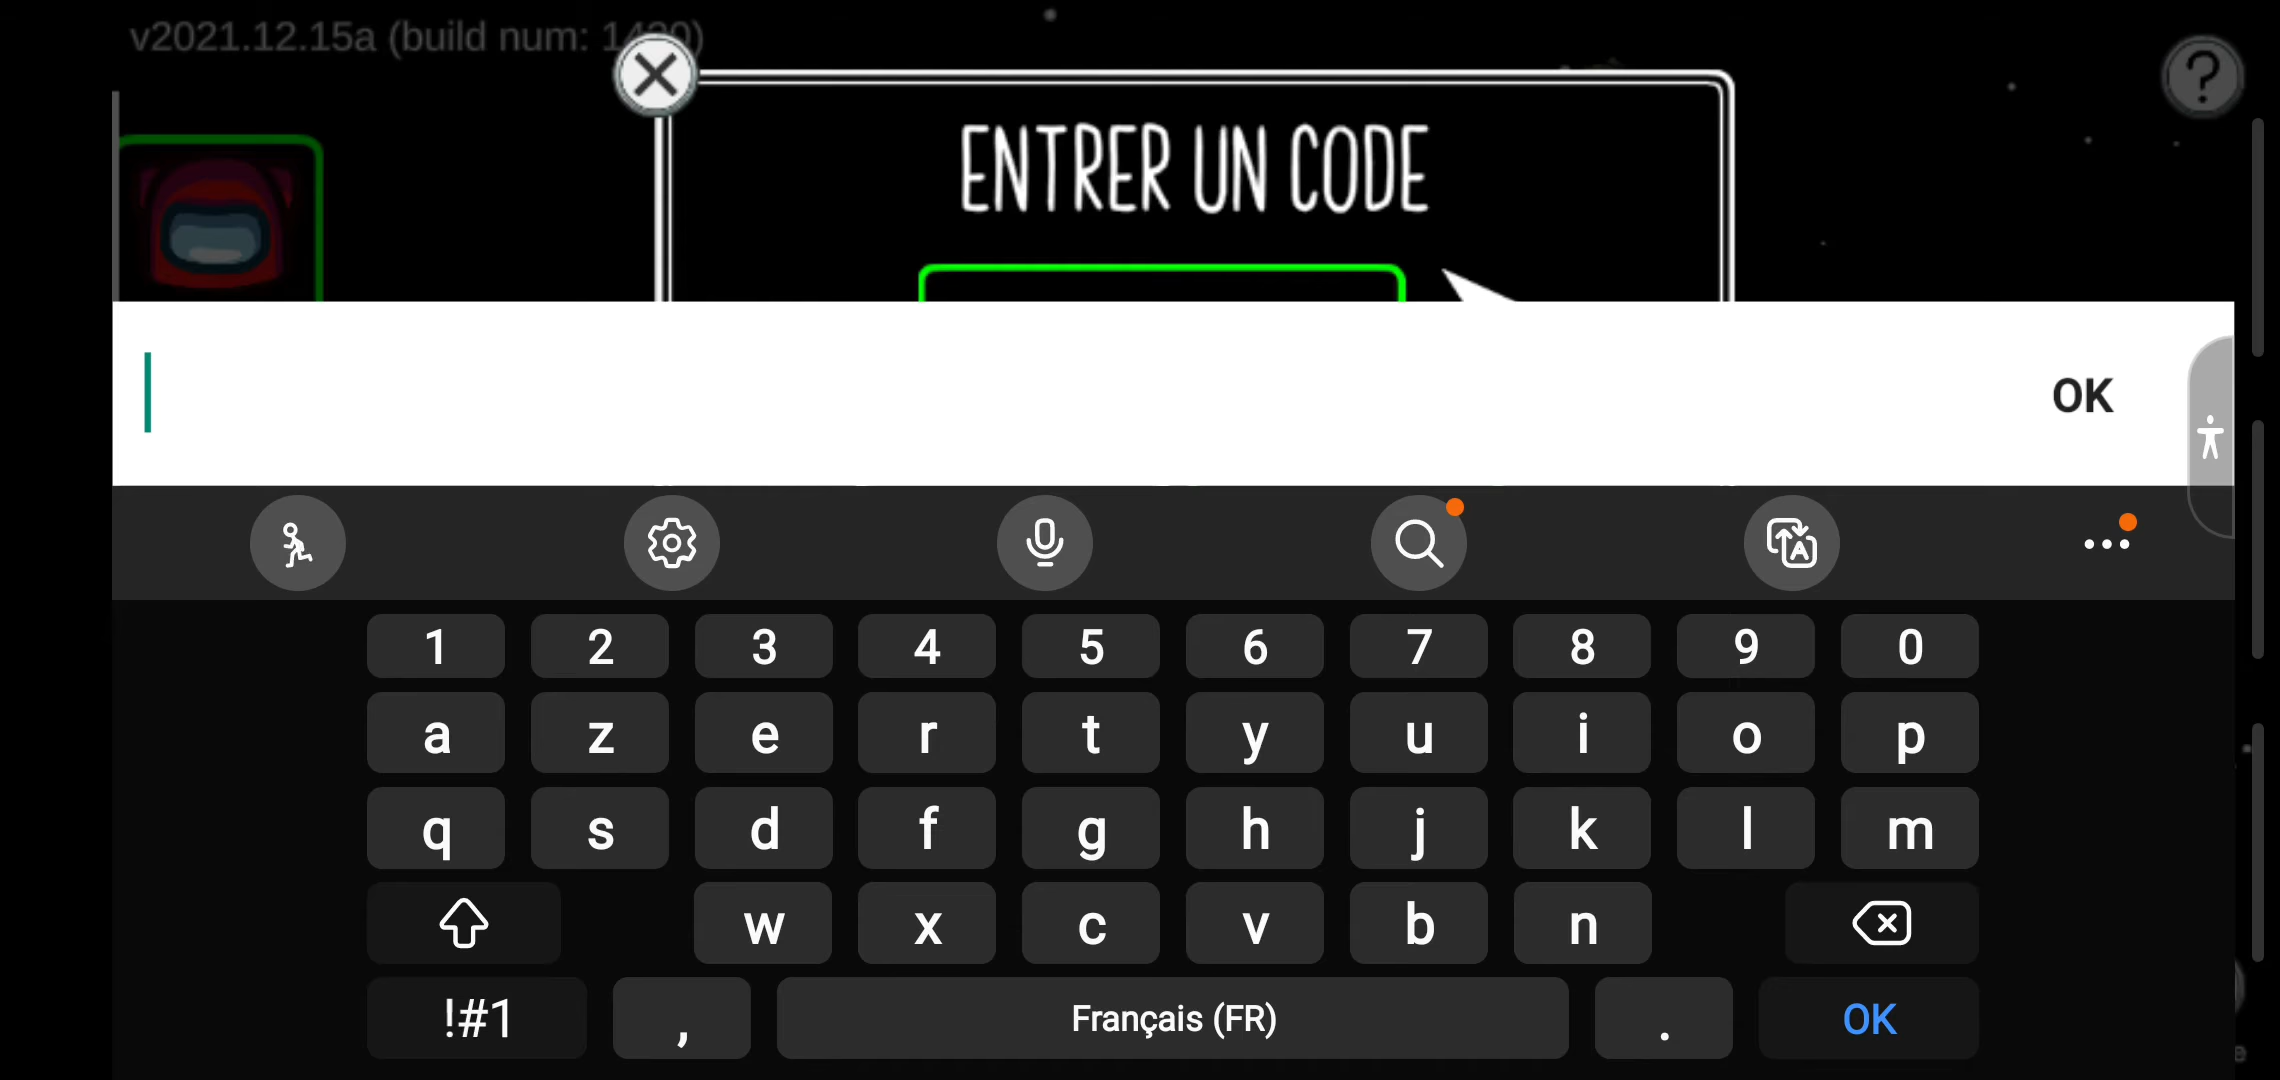 v2021.12.15a (build num: 1420)
ENTRER UN CODE
OK
1 2 3 4 5 6 7 8 9 0
a z e r t y u i o p
q s d f g h j k l m
w x c v b n
!#1 , Français (FR) . OK